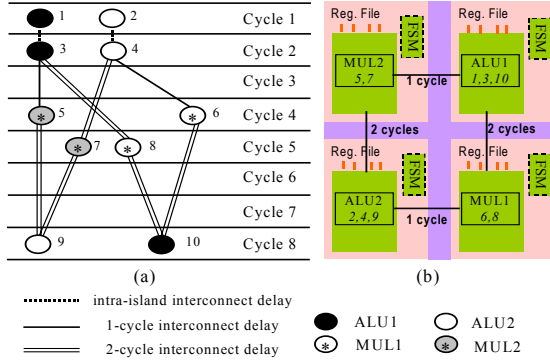 1
2
Cycle 1
3
4
Cycle 2
Cycle 3
5
*
*
6
Cycle 4
*
7
*
8
Cycle 5
Cycle 6
Cycle 7
9
10
Cycle 8
(a)
Reg. File
FSM
MUL2
5,7
1 cycle
Reg. File
FSM
ALU1
1,3,10
2 cycles
2 cycles
Reg. File
FSM
ALU2
2,4,9
1 cycle
Reg. File
FSM
MUL1
6,8
(b)
intra-island interconnect delay
1-cycle interconnect delay
2-cycle interconnect delay
ALU1
ALU2
* MUL1
* MUL2